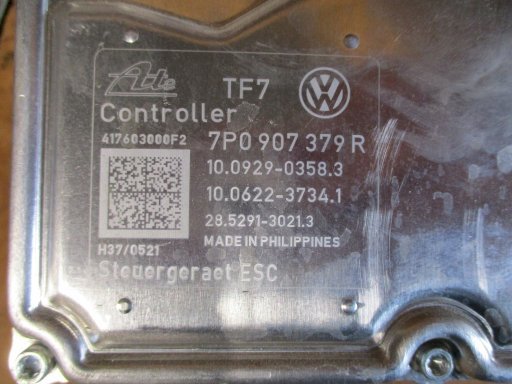 Ate TF7
Controller
417603000F2 7P0 907 379 R
10.0929-0358.3
10.0622-3734.1
28.5291-3021.3
H37/0521 MADE IN PHILIPPINES
Steuergeraet ESC